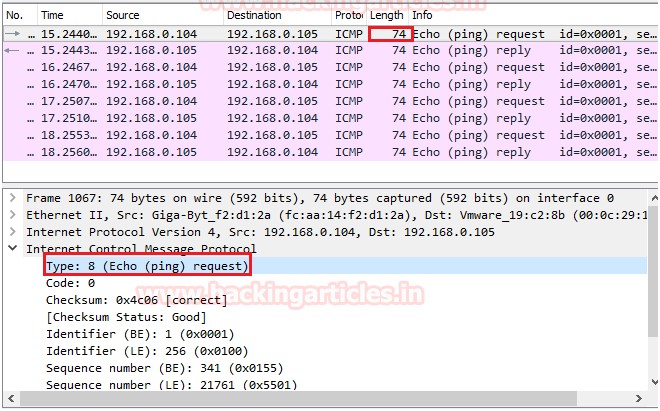 No. Time Source Destination Proto Length Info
... 15.2440... 192.168.0.104 192.168.0.105 ICMP 74 Echo (ping) request id=0x0001, se...
... 15.2443... 192.168.0.105 192.168.0.104 ICMP 74 Echo (ping) reply id=0x0001, se...
... 16.2467... 192.168.0.104 192.168.0.105 ICMP 74 Echo (ping) request id=0x0001, se...
... 16.2470... 192.168.0.105 192.168.0.104 ICMP 74 Echo (ping) reply id=0x0001, se...
... 17.2507... 192.168.0.104 192.168.0.105 ICMP 74 Echo (ping) request id=0x0001, se...
... 17.2510... 192.168.0.105 192.168.0.104 ICMP 74 Echo (ping) reply id=0x0001, se...
... 18.2553... 192.168.0.104 192.168.0.105 ICMP 74 Echo (ping) request id=0x0001, se...
... 18.2560... 192.168.0.105 192.168.0.104 ICMP 74 Echo (ping) reply id=0x0001, se...
Frame 1067: 74 bytes on wire (592 bits), 74 bytes captured (592 bits) on interface 0
Ethernet II, Src: Giga-Byt_f2:d1:2a (fc:aa:14:f2:d1:2a), Dst: Vmware_19:c2:8b (00:0c:29:1
Internet Protocol Version 4, Src: 192.168.0.104, Dst: 192.168.0.105
Internet Control Message Protocol
Type: 8 (Echo (ping) request)
www.hackingarticles.in
Code: 0
Checksum: 0x4c06 [correct]
[Checksum Status: Good]
Identifier (BE): 1 (0x0001)
Identifier (LE): 256 (0x0100)
Sequence number (BE): 341 (0x0155)
Sequence number (LE): 21761 (0x5501)